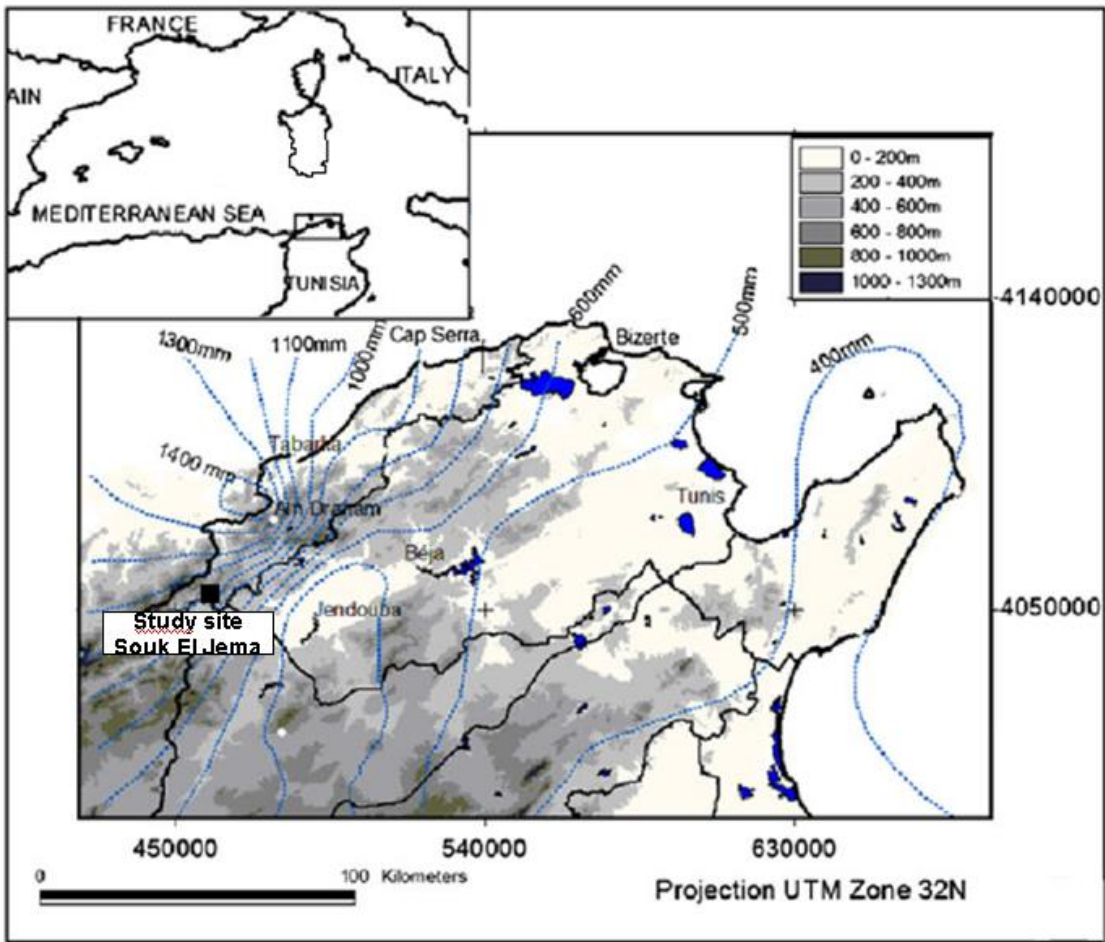 FRANCE
ITALY
AIN
MEDITERRANEAN SEA
TUNISIA
0 - 200m
200 - 400m
400 - 600m
600 - 800m
800 - 1000m
1000 - 1300m
4140000
1300mm
1100mm
1000mm
Cap Serra
600mm
Bizerte
500mm
400mm
Tabarka
1400 mm
Ain Draham
Tunis
Béja
Jendouba
4050000
Study site
Souk El Jema
450000
540000
630000
0
100 Kilometers
Projection UTM Zone 32N